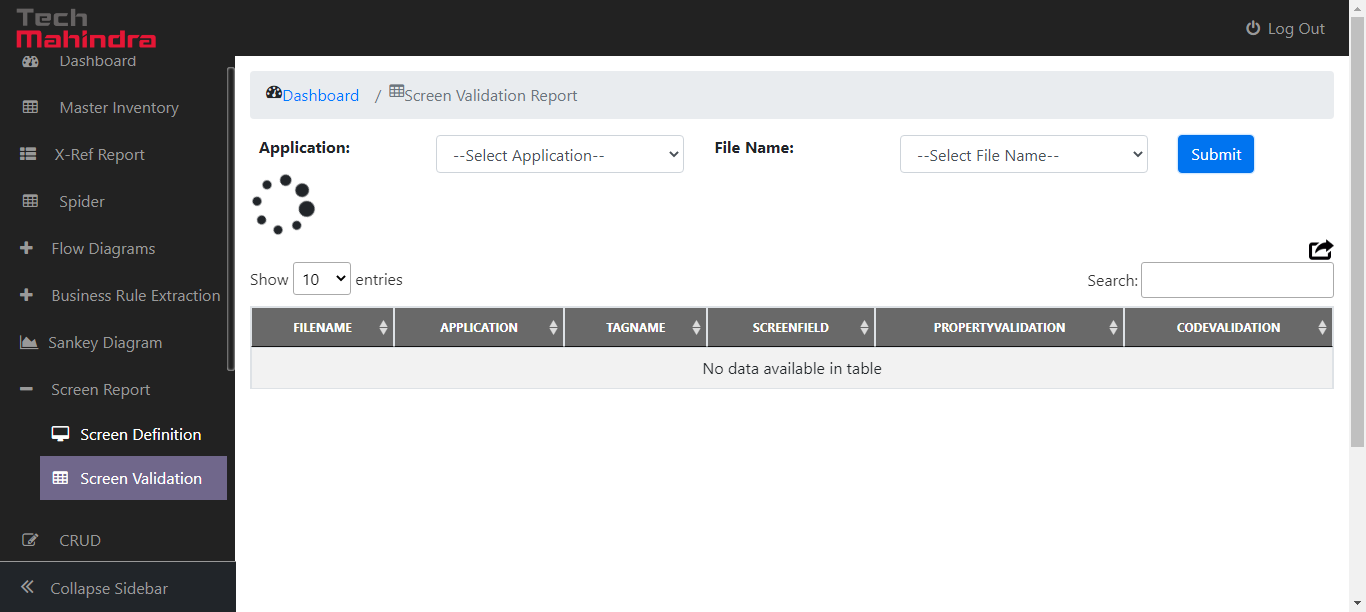 Tech
Mahindra
Log Out
Dashboard
Master Inventory
X-Ref Report
Spider
Flow Diagrams
Business Rule Extraction
Sankey Diagram
Screen Report
Screen Definition
Screen Validation
CRUD
Collapse Sidebar
Dashboard / Screen Validation Report
Application: --Select Application-- File Name: --Select File Name-- Submit
Show 10 entries Search:
FILENAME APPLICATION TAGNAME SCREENFIELD PROPERTYVALIDATION CODEVALIDATION
No data available in table